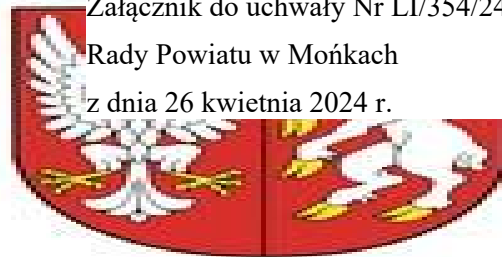 Załącznik do uchwały Nr LI/354/24
Rady Powiatu w Mońkach
z dnia 26 kwietnia 2024 r.